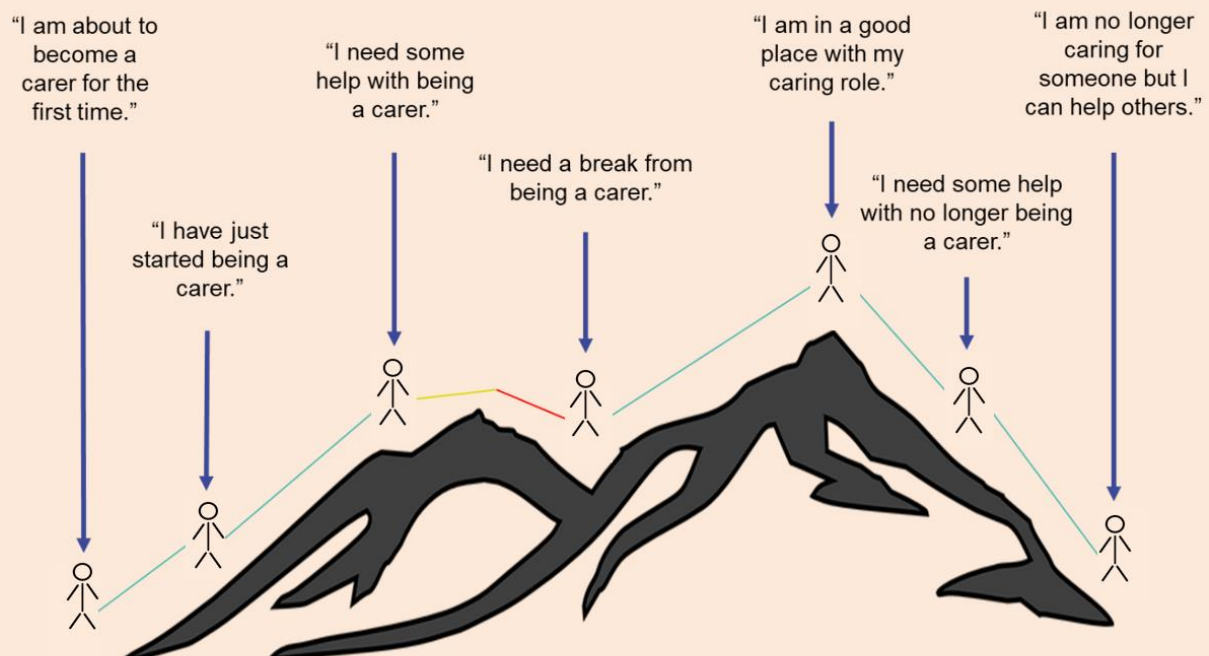 “I am about to
become a
carer for the
first time.”
“I have just
started being a
carer.”
“I need some
help with being
a carer.”
“I need a break from
being a carer.”
“I am in a good
place with my
caring role.”
“I need some help
with no longer being
a carer.”
“I am no longer
caring for
someone but I
can help others.”